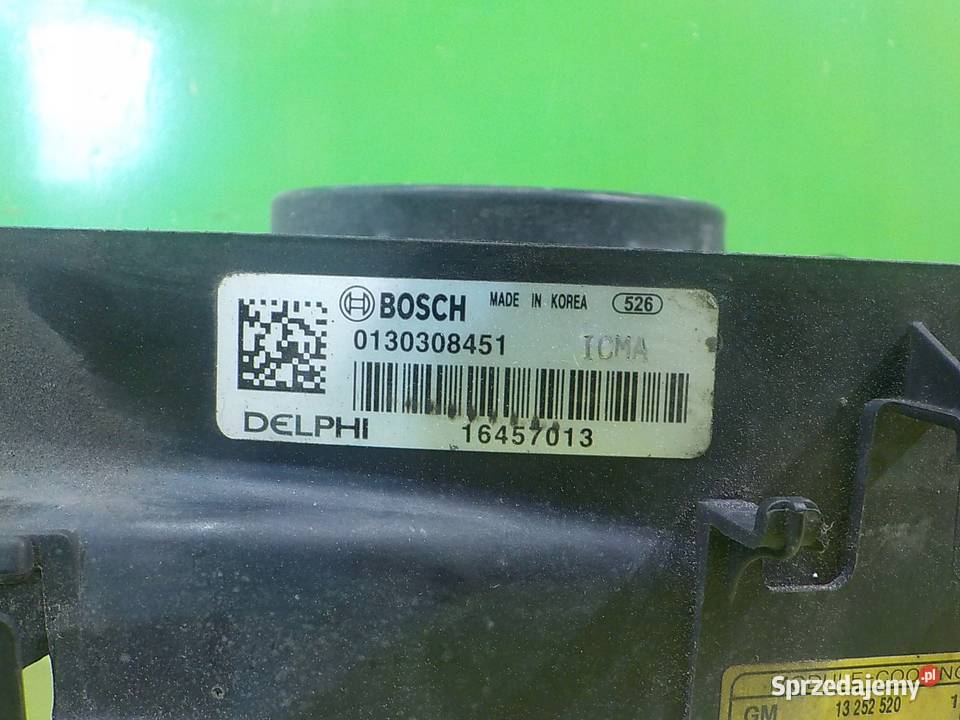 BOSCH MADE IN KOREA 526
0130308451 ICMA
DELPHI 16457013
GM 13 252 520
Sprzedajemy.pl